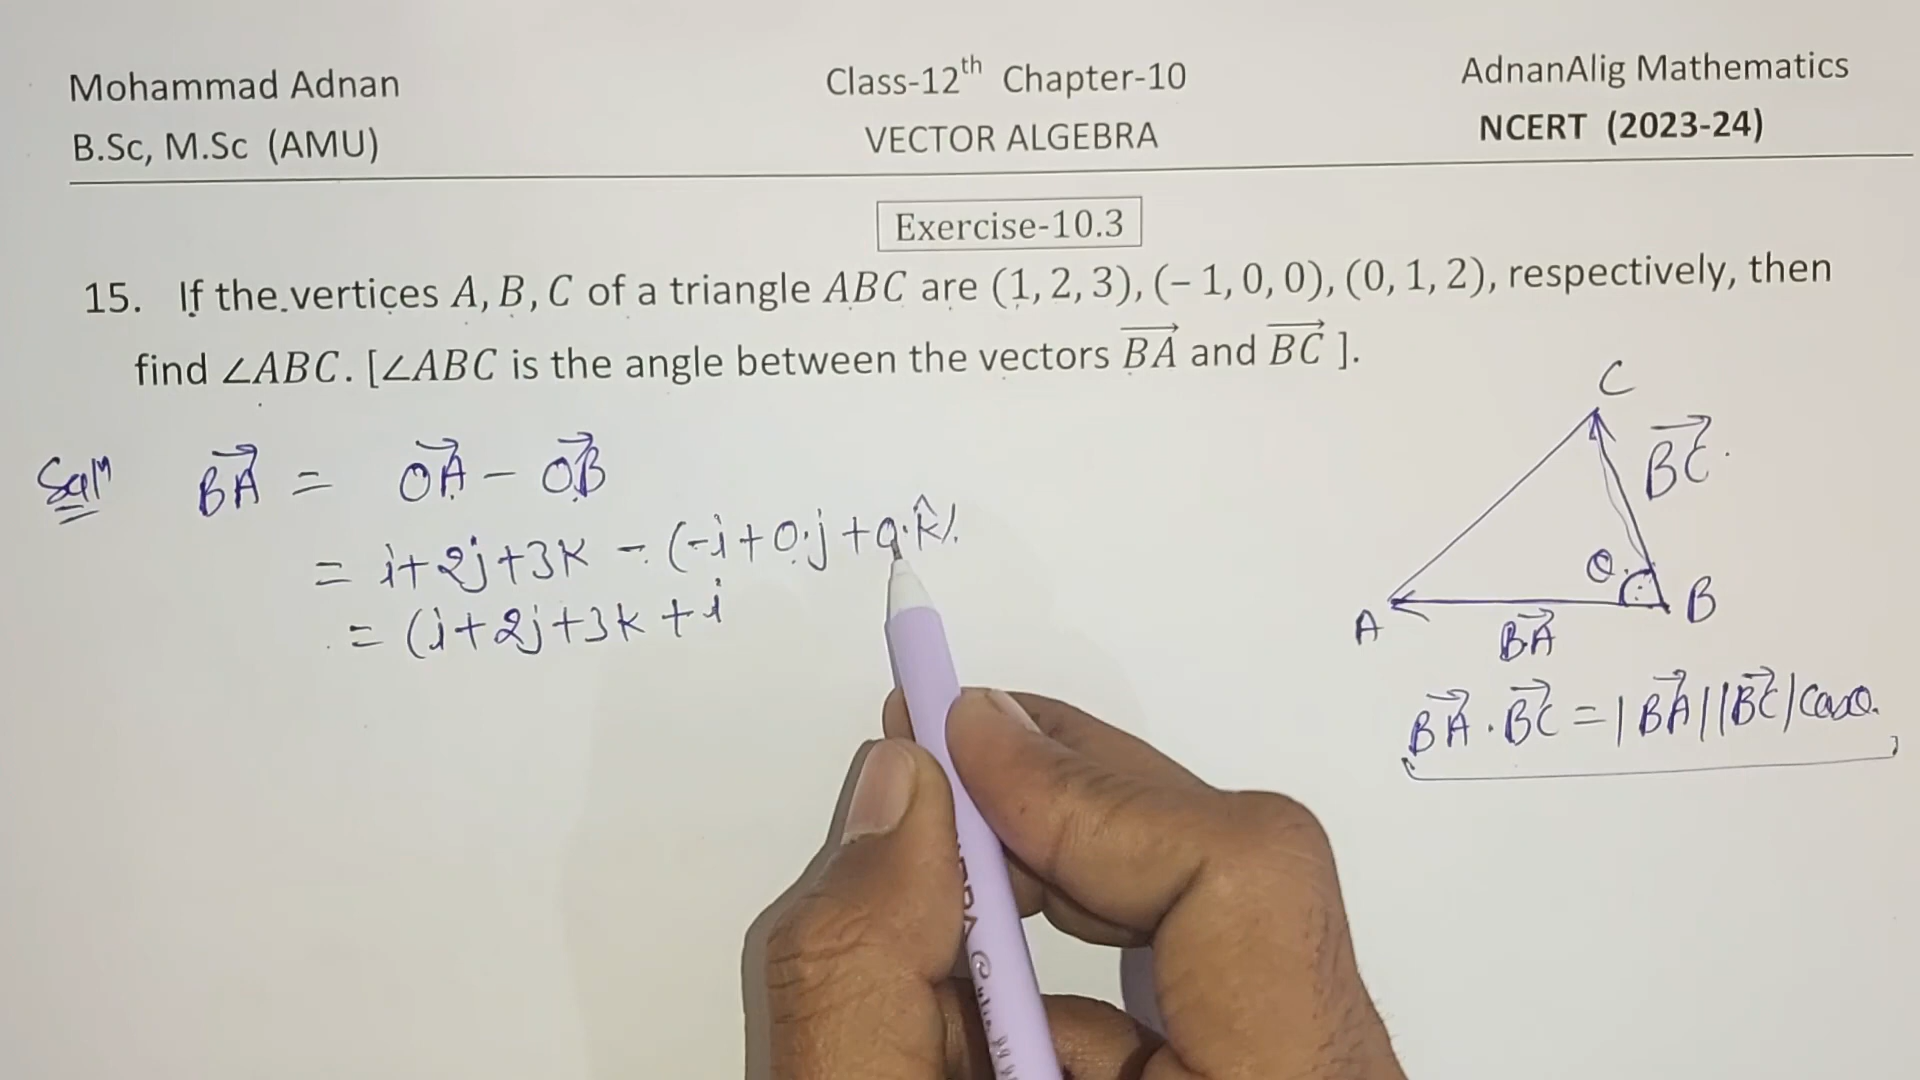 Mohammad Adnan
B.Sc, M.Sc (AMU)
Class-12th Chapter-10
VECTOR ALGEBRA
AdnanAlig Mathematics
NCERT (2023-24)
Exercise-10.3
15. If the vertices A, B, C of a triangle ABC are (1, 2, 3), (– 1, 0, 0), (0, 1, 2), respectively, then
find ∠ABC. [∠ABC is the angle between the vectors BA⃗ and BC⃗ ].
Solⁿ BA⃗ = OA⃗ – OB⃗
= i+2j+3k – (-i+0.j+0.k̂).
= (i+2j+3k+i
C
BC⃗
θ
A
B
BA⃗
BA⃗ . BC⃗ = |BA⃗||BC⃗|cosθ.